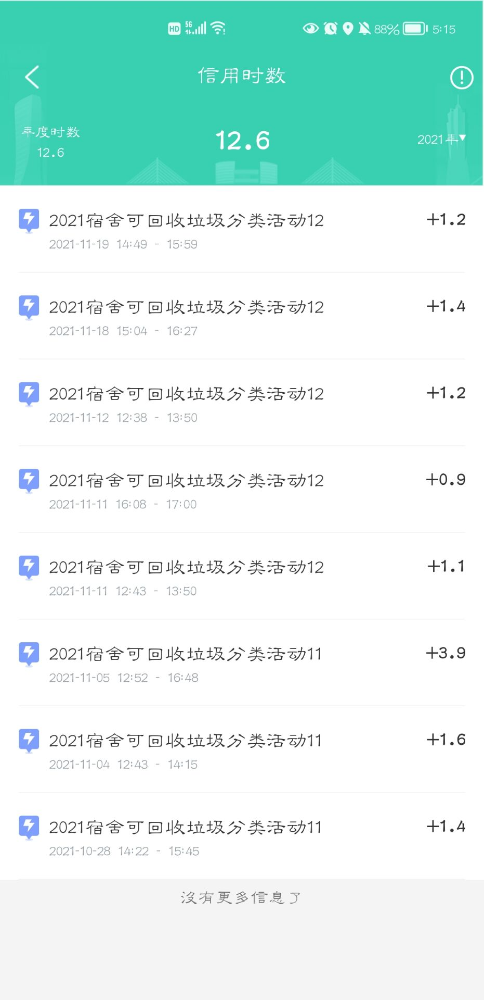 HD 5G 88% 5:15
信用时数
年度时数
12.6
12.6
2021年▼
2021宿舍可回收垃圾分类活动12 +1.2
2021-11-19 14:49 - 15:59
2021宿舍可回收垃圾分类活动12 +1.4
2021-11-18 15:04 - 16:27
2021宿舍可回收垃圾分类活动12 +1.2
2021-11-12 12:38 - 13:50
2021宿舍可回收垃圾分类活动12 +0.9
2021-11-11 16:08 - 17:00
2021宿舍可回收垃圾分类活动12 +1.1
2021-11-11 12:43 - 13:50
2021宿舍可回收垃圾分类活动11 +3.9
2021-11-05 12:52 - 16:48
2021宿舍可回收垃圾分类活动11 +1.6
2021-11-04 12:43 - 14:15
2021宿舍可回收垃圾分类活动11 +1.4
2021-10-28 14:22 - 15:45
没有更多信息了